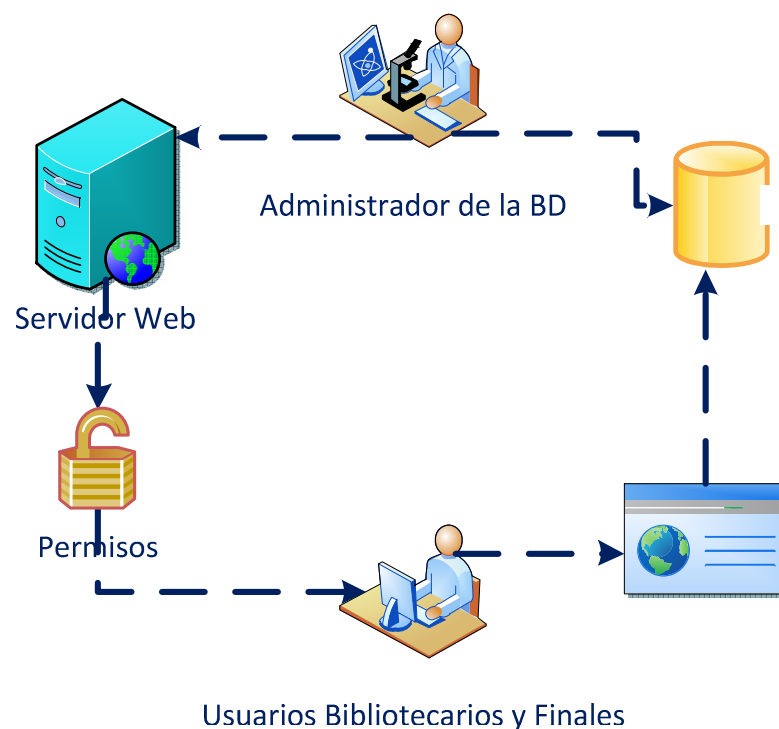 Administrador de la BD
Servidor Web
Permisos
Usuarios Bibliotecarios y Finales